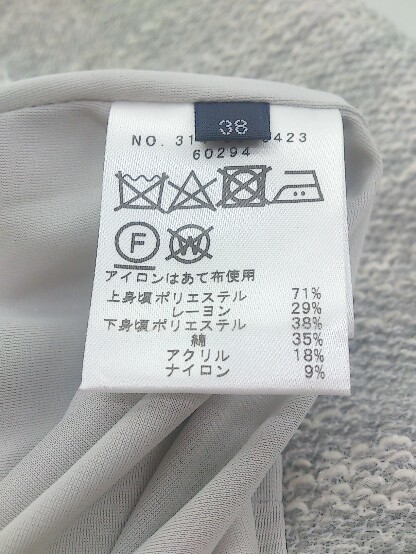 38
NO. 31 423
60294
F
W
アイロンはあて布使用
上身頃ポリエステル 71%
レーヨン 29%
下身頃ポリエステル 38%
綿 35%
アクリル 18%
ナイロン 9%